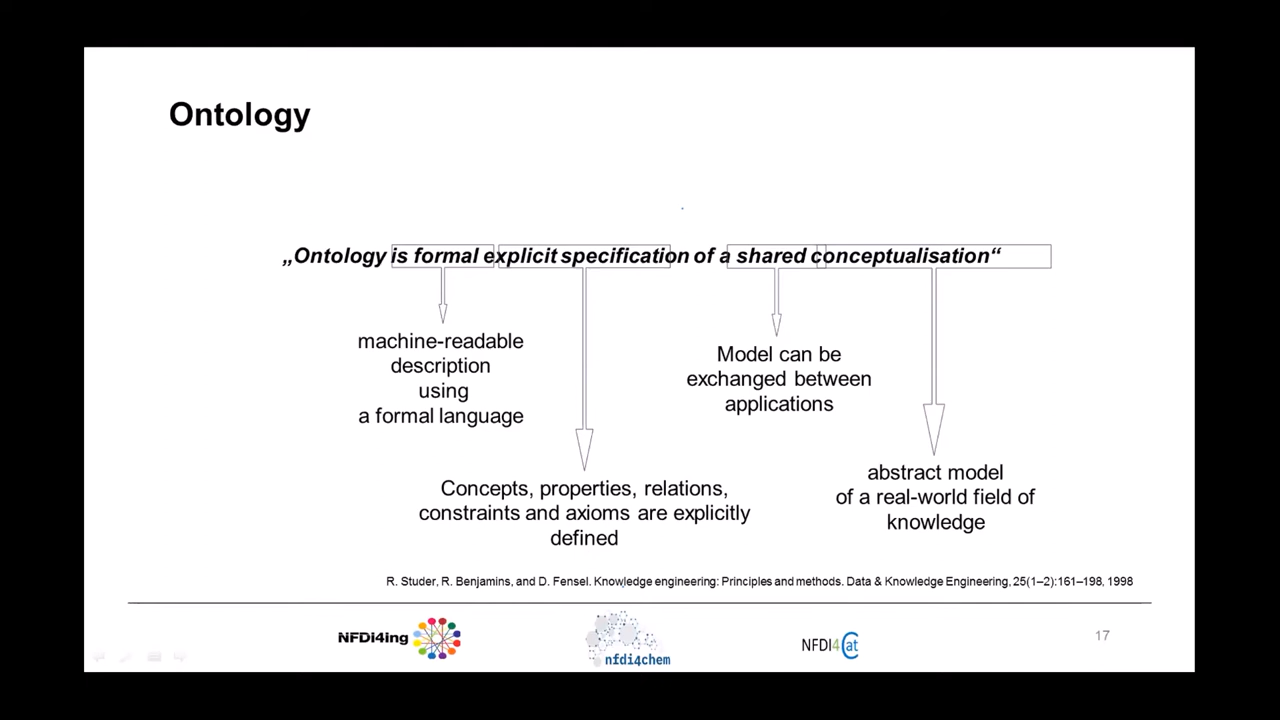 Ontology
„Ontology is formal explicit specification of a shared conceptualisation“
machine-readable
description
using
a formal language
Model can be
exchanged between
applications
Concepts, properties, relations,
constraints and axioms are explicitly
defined
abstract model
of a real-world field of
knowledge
R. Studer, R. Benjamins, and D. Fensel. Knowledge engineering: Principles and methods. Data & Knowledge Engineering, 25(1–2):161–198, 1998
NFDi4ing
nfdi4chem
NFDI4Cat
17